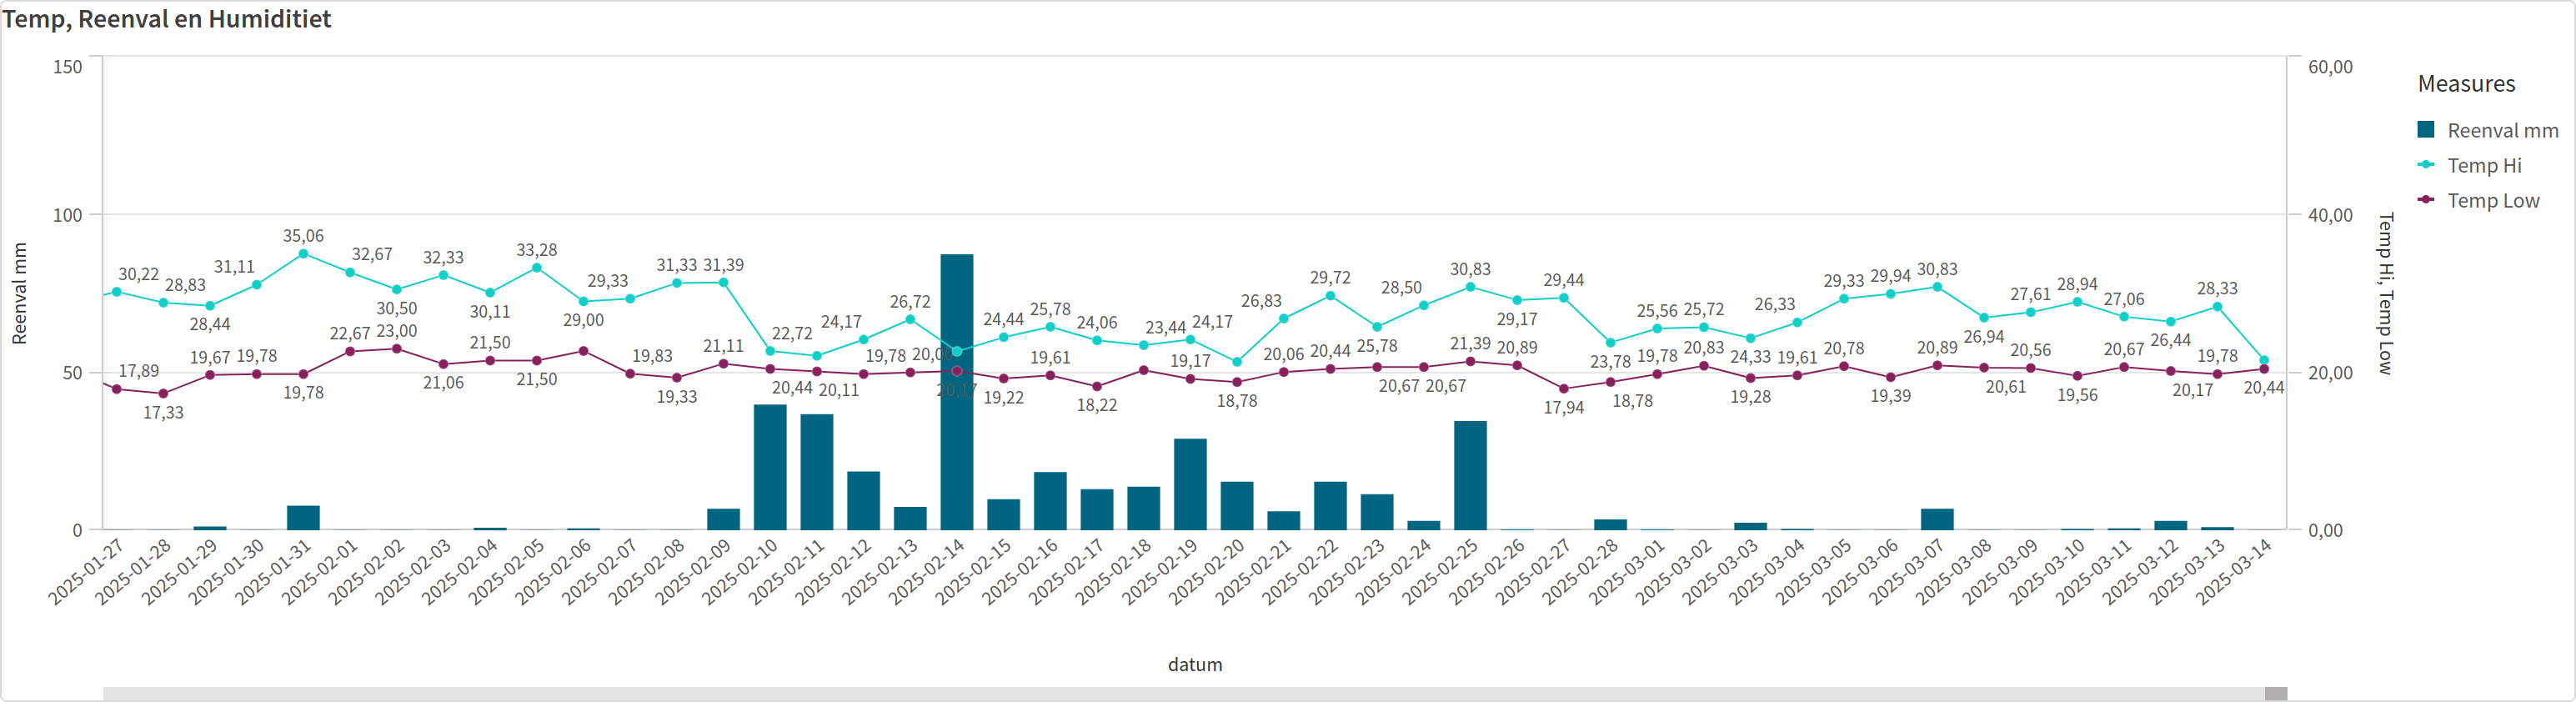 Temp, Reenval en Humiditiet
150
100
50
0
Reenval mm
60,00
40,00
20,00
0,00
Temp Hi, Temp Low
Measures
Reenval mm
Temp Hi
Temp Low
30,22 28,83 28,44 31,11 35,06 32,67 30,50 32,33 30,11 33,28 29,00 29,33 31,33 31,39 22,72 24,17 26,72 24,44 25,78 24,06 23,44 24,17 26,83 29,72 25,78 28,50 30,83 29,17 29,44 23,78 25,56 25,72 24,33 26,33 29,33 29,94 30,83 26,94 27,61 28,94 27,06 26,44 28,33
17,89 17,33 19,67 19,78 19,78 22,67 23,00 21,06 21,50 21,50 19,83 19,33 21,11 20,44 20,11 19,78 20,00 20,17 19,22 19,61 18,22 19,17 18,78 20,06 20,44 20,67 20,67 21,39 20,89 17,94 18,78 19,78 20,83 19,28 19,61 20,78 19,39 20,89 20,61 20,56 19,56 20,67 20,17 19,78 20,44
2025-01-27 2025-01-28 2025-01-29 2025-01-30 2025-01-31 2025-02-01 2025-02-02 2025-02-03 2025-02-04 2025-02-05 2025-02-06 2025-02-07 2025-02-08 2025-02-09 2025-02-10 2025-02-11 2025-02-12 2025-02-13 2025-02-14 2025-02-15 2025-02-16 2025-02-17 2025-02-18 2025-02-19 2025-02-20 2025-02-21 2025-02-22 2025-02-23 2025-02-24 2025-02-25 2025-02-26 2025-02-27 2025-02-28 2025-03-01 2025-03-02 2025-03-03 2025-03-04 2025-03-05 2025-03-06 2025-03-07 2025-03-08 2025-03-09 2025-03-10 2025-03-11 2025-03-12 2025-03-13 2025-03-14
datum